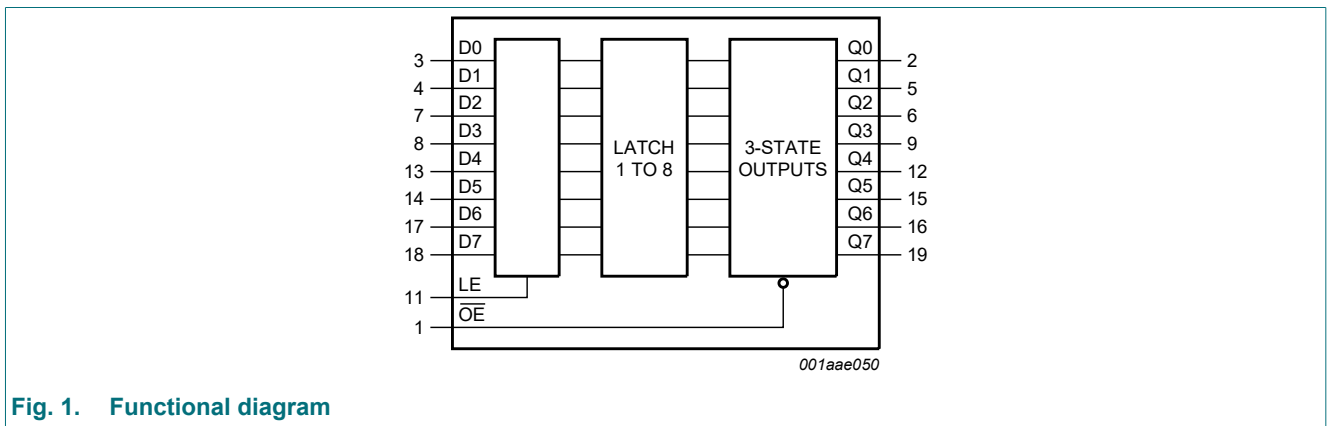 3 D0 Q0 2
4 D1 Q1 5
7 D2 Q2 6
8 D3 Q3 9
13 D4 Q4 12
14 D5 Q5 15
17 D6 Q6 16
18 D7 Q7 19
LATCH
1 TO 8
3-STATE
OUTPUTS
11 LE
1 O̅E̅
001aae050
Fig. 1. Functional diagram